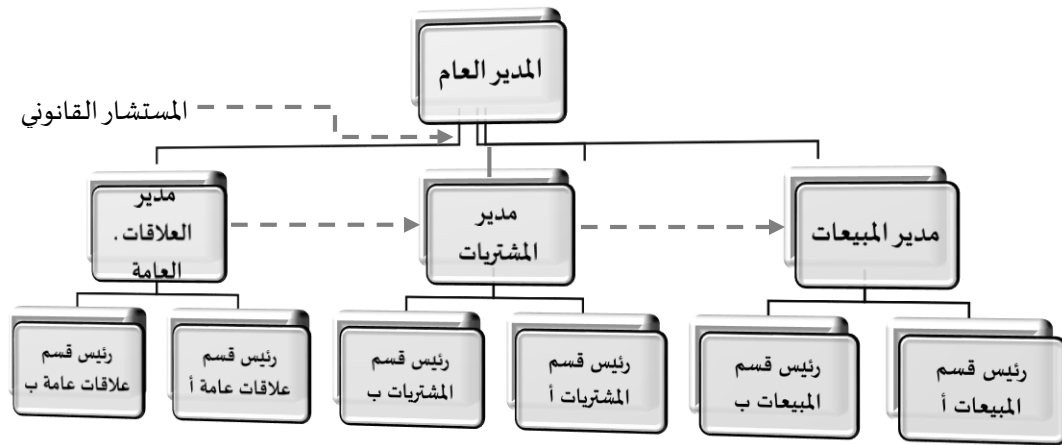 المدير العام
المستشار القانوني
مدير المبيعات
مدير
المشتريات
مدير
العلاقات .
العامة
رئيس قسم
المبيعات أ
رئيس قسم
المبيعات ب
رئيس قسم
المشتريات أ
رئيس قسم
المشتريات ب
رئيس قسم
علاقات عامة أ
رئيس قسم
علاقات عامة ب